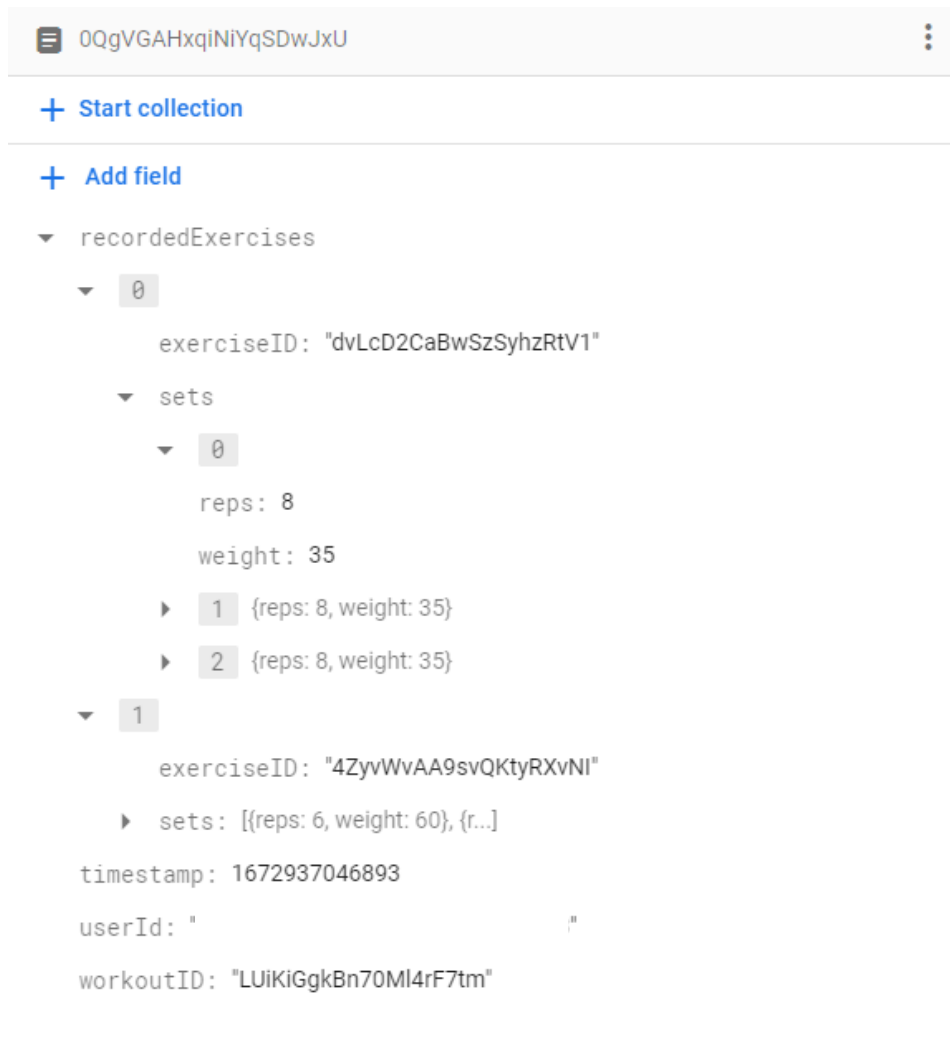 0QgVGAHxqiNiYqSDwJxU
Start collection
Add field
recordedExercises
0
exerciseID: "dvLcD2CaBwSzSyhzRtV1"
sets
0
reps: 8
weight: 35
1 {reps: 8, weight: 35}
2 {reps: 8, weight: 35}
1
exerciseID: "4ZyvWvAA9svQKtyRXvNI"
sets: [{reps: 6, weight: 60}, {r...]
timestamp: 1672937046893
userId: " "
workoutID: "LUiKiGgkBn70Ml4rF7tm"